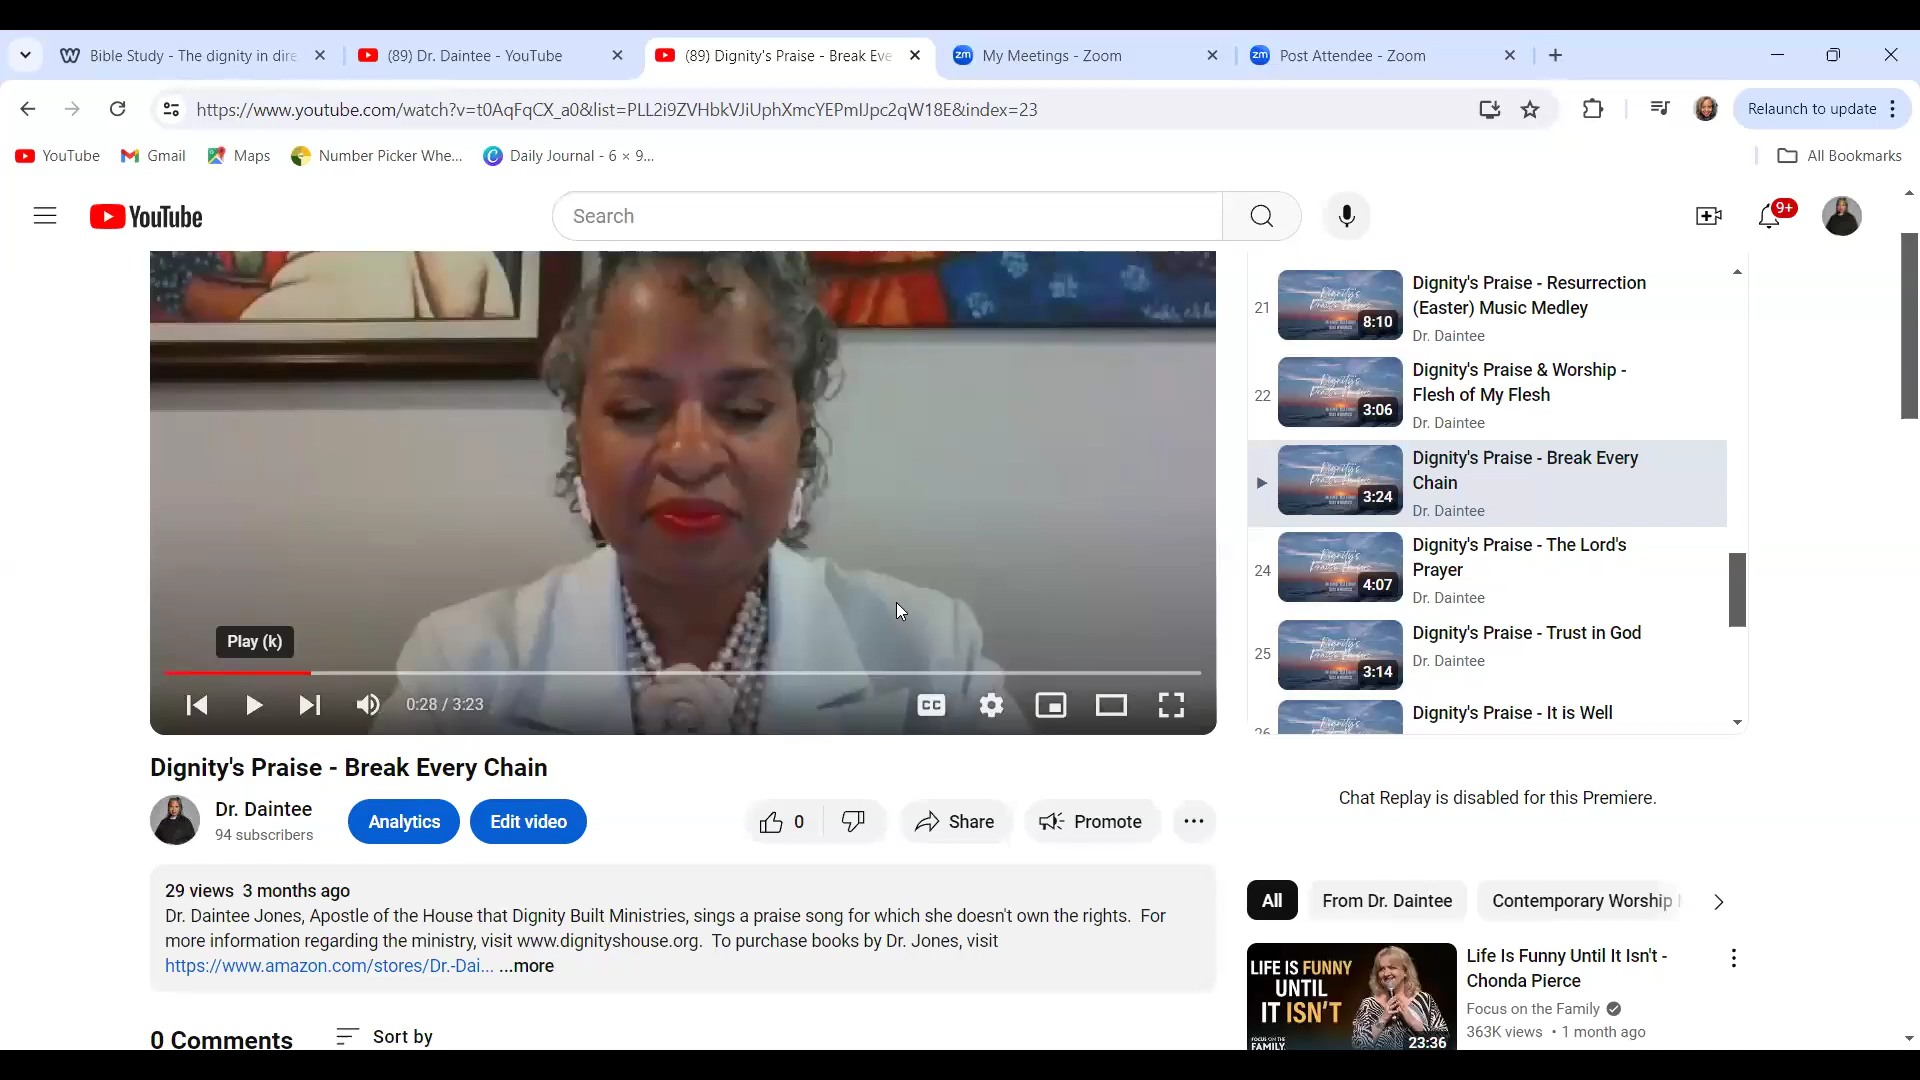 Bible Study - The dignity in dire
(89) Dr. Daintee - YouTube
(89) Dignity's Praise - Break Eve
zm My Meetings - Zoom
zm Post Attendee - Zoom
https://www.youtube.com/watch?v=t0AqFqCX_a0&list=PLL2i9ZVHbkVJiUphXmcYEPmlJpc2qW18E&index=23
Relaunch to update
YouTube
Gmail
Maps
Number Picker Whe...
Daily Journal - 6 × 9...
All Bookmarks
YouTube
Search
9+
21
8:10
Dignity's Praise - Resurrection
(Easter) Music Medley
Dr. Daintee
22
3:06
Dignity's Praise & Worship -
Flesh of My Flesh
Dr. Daintee
3:24
Dignity's Praise - Break Every
Chain
Dr. Daintee
24
4:07
Dignity's Praise - The Lord's
Prayer
Dr. Daintee
25
3:14
Dignity's Praise - Trust in God
Dr. Daintee
26
Dignity's Praise - It is Well
Play (k)
0:28 / 3:23
CC
Dignity's Praise - Break Every Chain
Dr. Daintee
94 subscribers
Analytics
Edit video
0
Share
Promote
Chat Replay is disabled for this Premiere.
29 views 3 months ago
Dr. Daintee Jones, Apostle of the House that Dignity Built Ministries, sings a praise song for which she doesn't own the rights. For
more information regarding the ministry, visit www.dignityshouse.org. To purchase books by Dr. Jones, visit
https://www.amazon.com/stores/Dr.-Dai... ...more
0 Comments
Sort by
All
From Dr. Daintee
Contemporary Worship
LIFE IS FUNNY
UNTIL
IT ISN'T
FOCUS ON THE
FAMILY
23:36
Life Is Funny Until It Isn't -
Chonda Pierce
Focus on the Family
363K views • 1 month ago